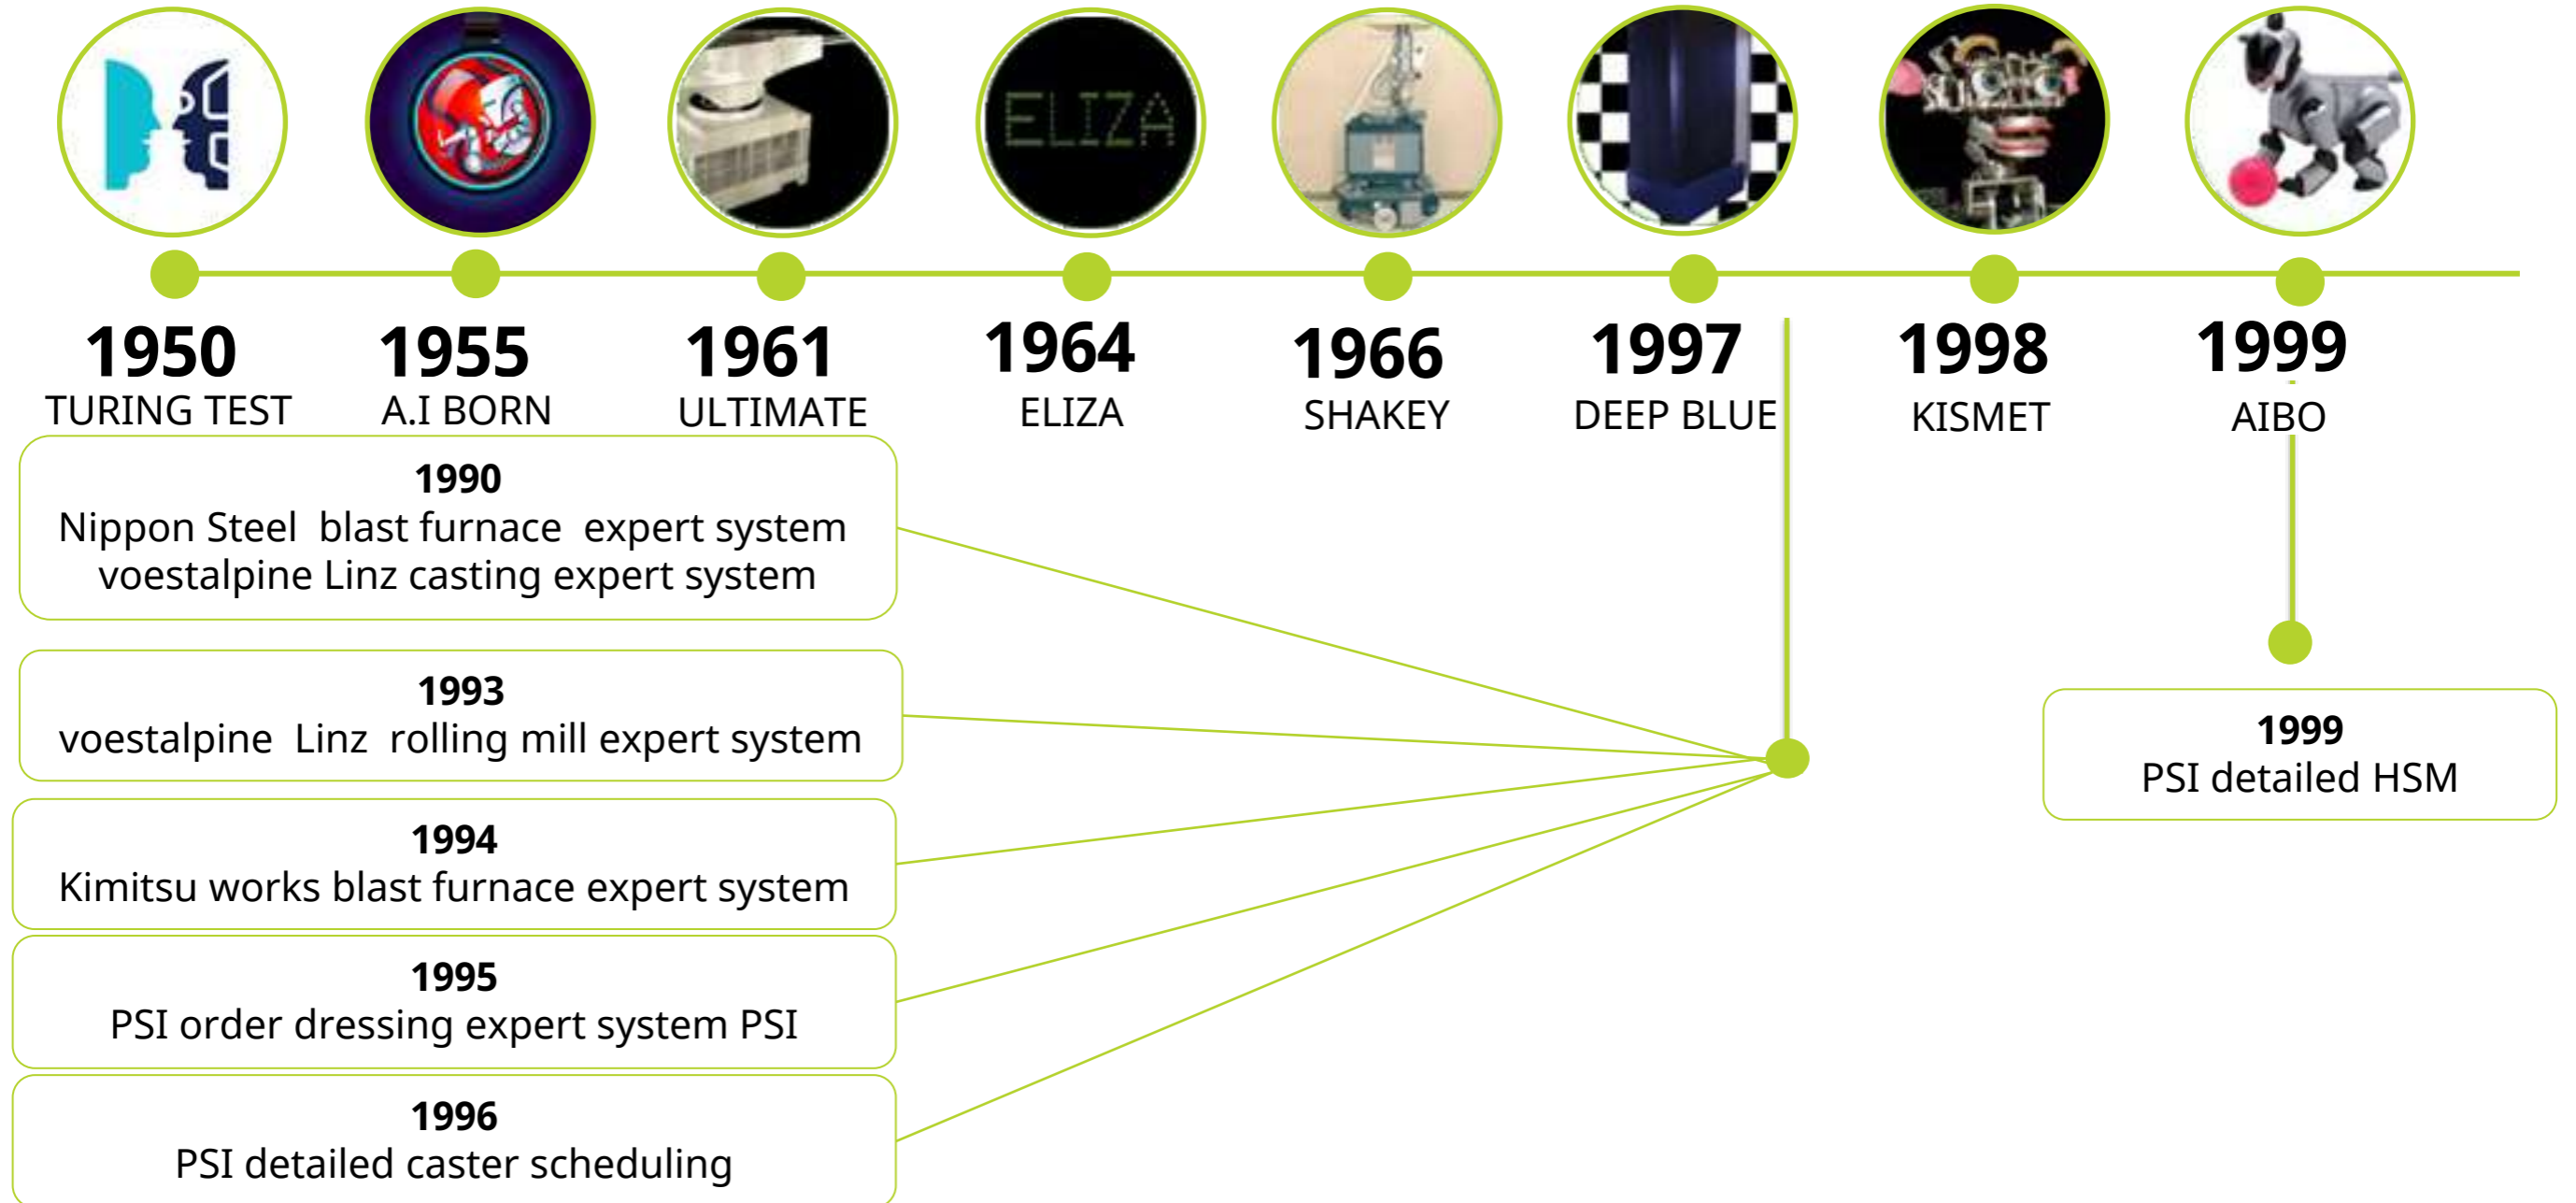 ELIZA
1950
TURING TEST
1955
A.I BORN
1961
ULTIMATE
1964
ELIZA
1966
SHAKEY
1997
DEEP BLUE
1998
KISMET
1999
AIBO
1990
Nippon Steel blast furnace expert system
voestalpine Linz casting expert system
1993
voestalpine Linz rolling mill expert system
1994
Kimitsu works blast furnace expert system
1995
PSI order dressing expert system PSI
1996
PSI detailed caster scheduling
1999
PSI detailed HSM